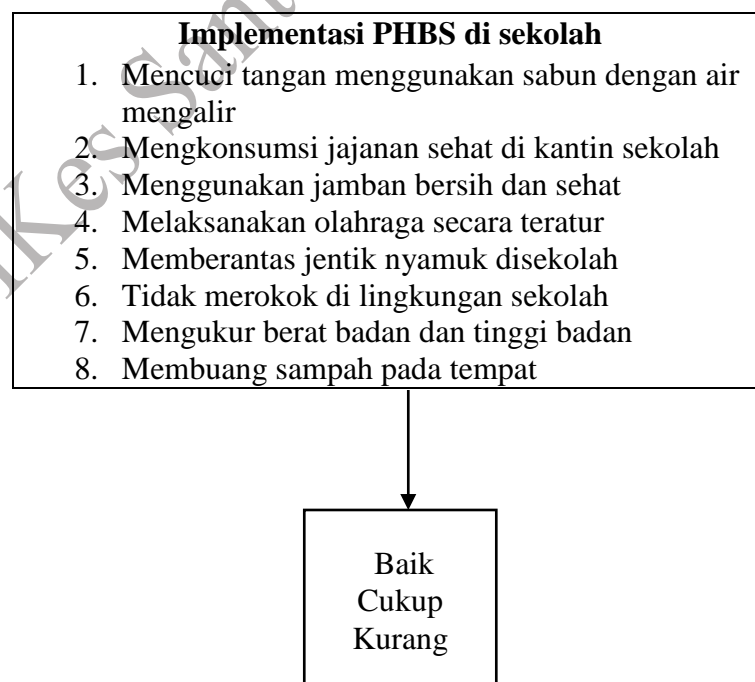 Implementasi PHBS di sekolah
1. Mencuci tangan menggunakan sabun dengan air
mengalir
2. Mengkonsumsi jajanan sehat di kantin sekolah
3. Menggunakan jamban bersih dan sehat
4. Melaksanakan olahraga secara teratur
5. Memberantas jentik nyamuk disekolah
6. Tidak merokok di lingkungan sekolah
7. Mengukur berat badan dan tinggi badan
8. Membuang sampah pada tempat
Baik
Cukup
Kurang